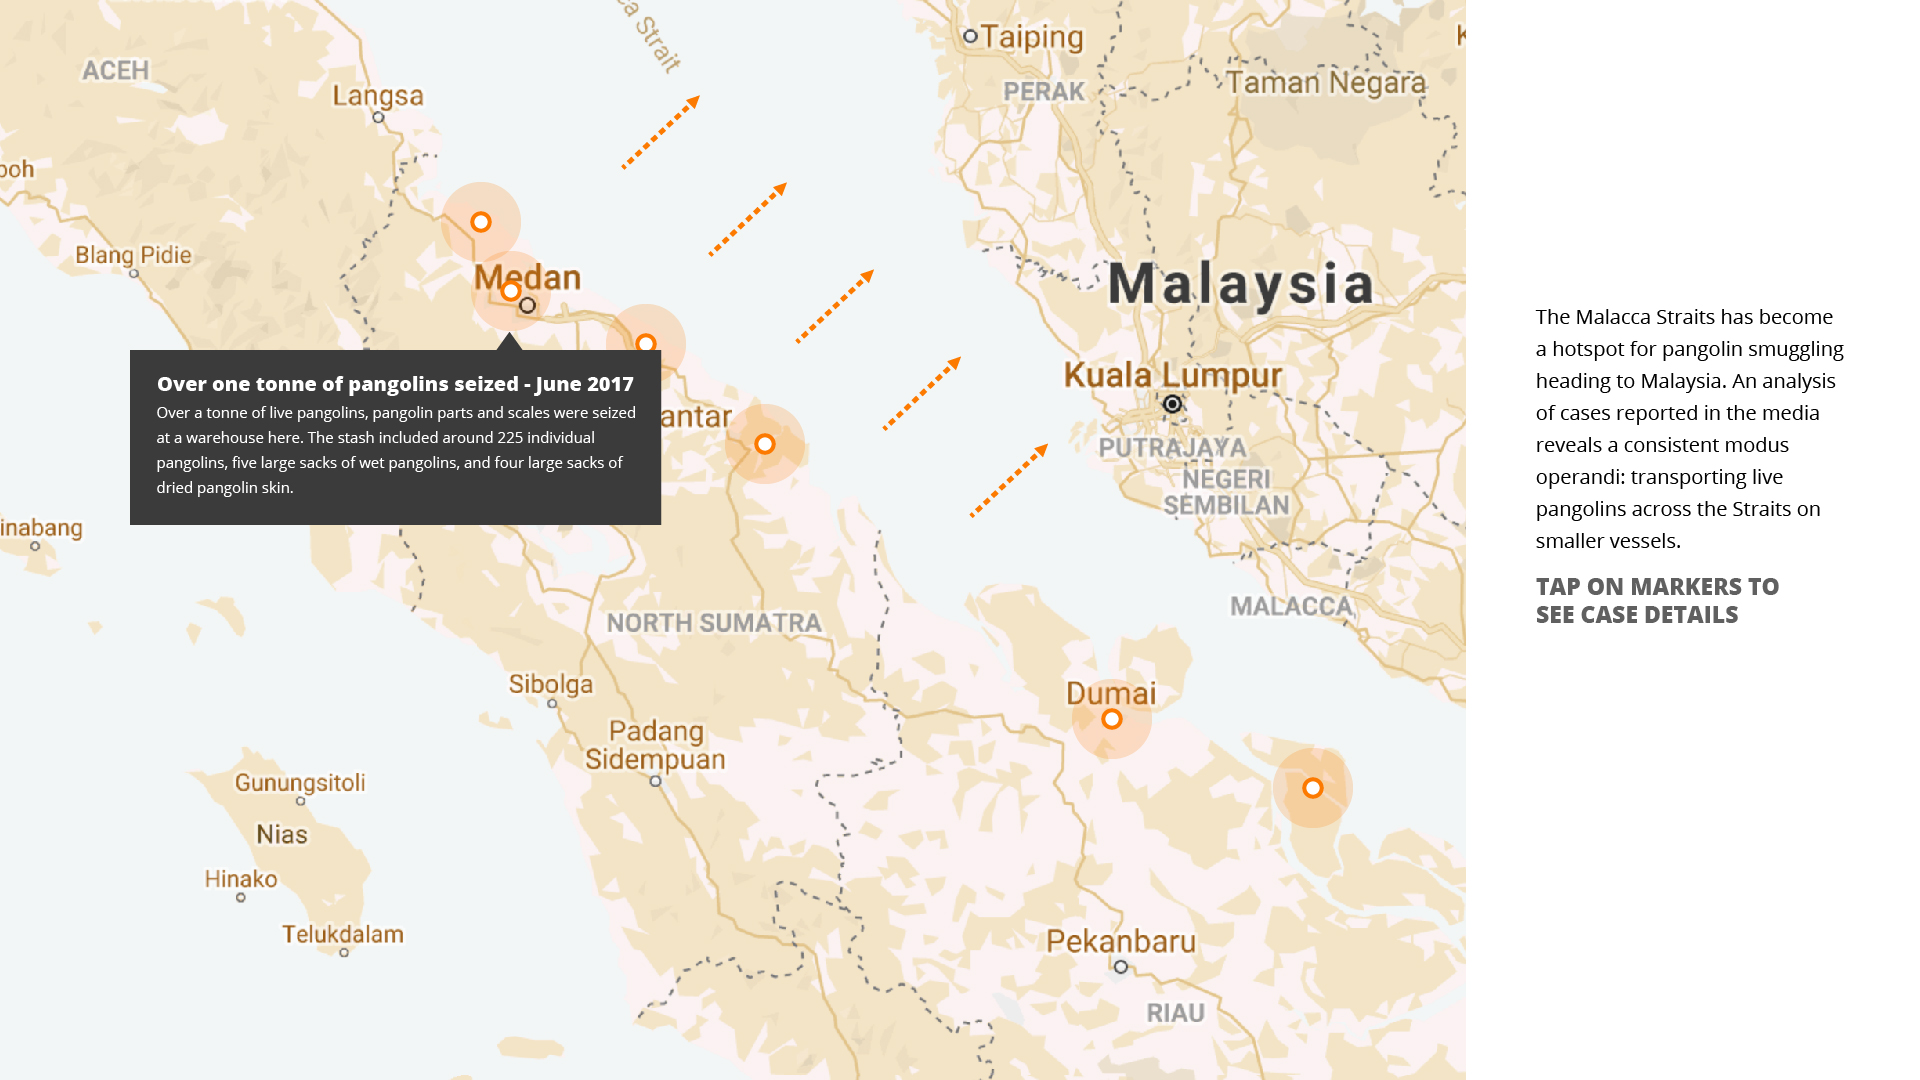 ca Strait
Taiping
ACEH
PERAK
Taman Negara
Langsa
boh
Blang Pidie
Medan
Malaysia
Kuala Lumpur
Over one tonne of pangolins seized - June 2017
Over a tonne of live pangolins, pangolin parts and scales were seized
at a warehouse here. The stash included around 225 individual
pangolins, five large sacks of wet pangolins, and four large sacks of
dried pangolin skin.
antar
PUTRAJAYA
NEGERI
SEMBILAN
inabang
MALACCA
NORTH SUMATRA
Sibolga
Dumai
Padang
Sidempuan
Gunungsitoli
Nias
Hinako
Telukdalam
Pekanbaru
RIAU
The Malacca Straits has become
a hotspot for pangolin smuggling
heading to Malaysia. An analysis
of cases reported in the media
reveals a consistent modus
operandi: transporting live
pangolins across the Straits on
smaller vessels.
TAP ON MARKERS TO
SEE CASE DETAILS